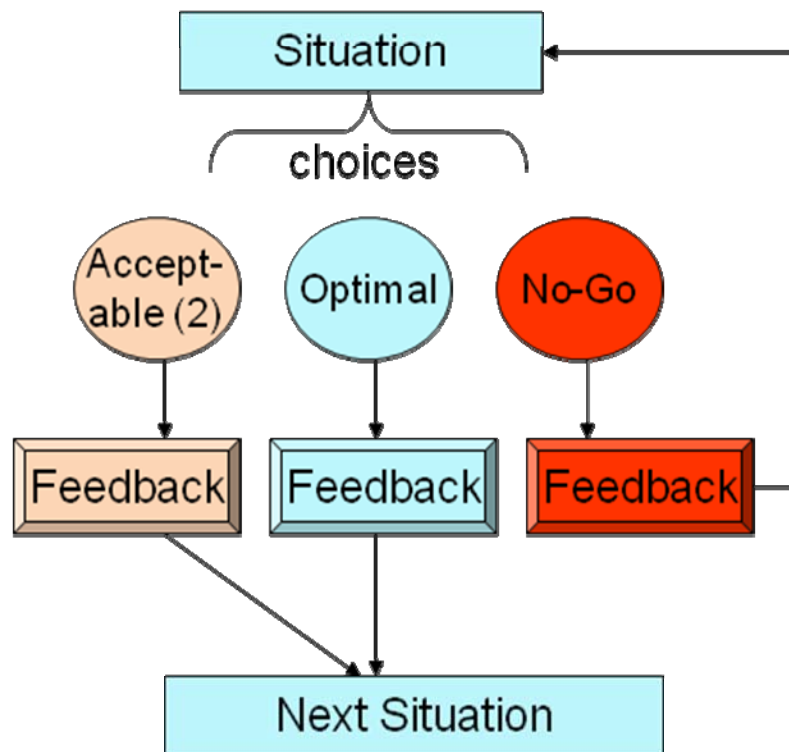 Situation
choices
Accept-
able (2)
Optimal
No-Go
Feedback
Feedback
Feedback
Next Situation